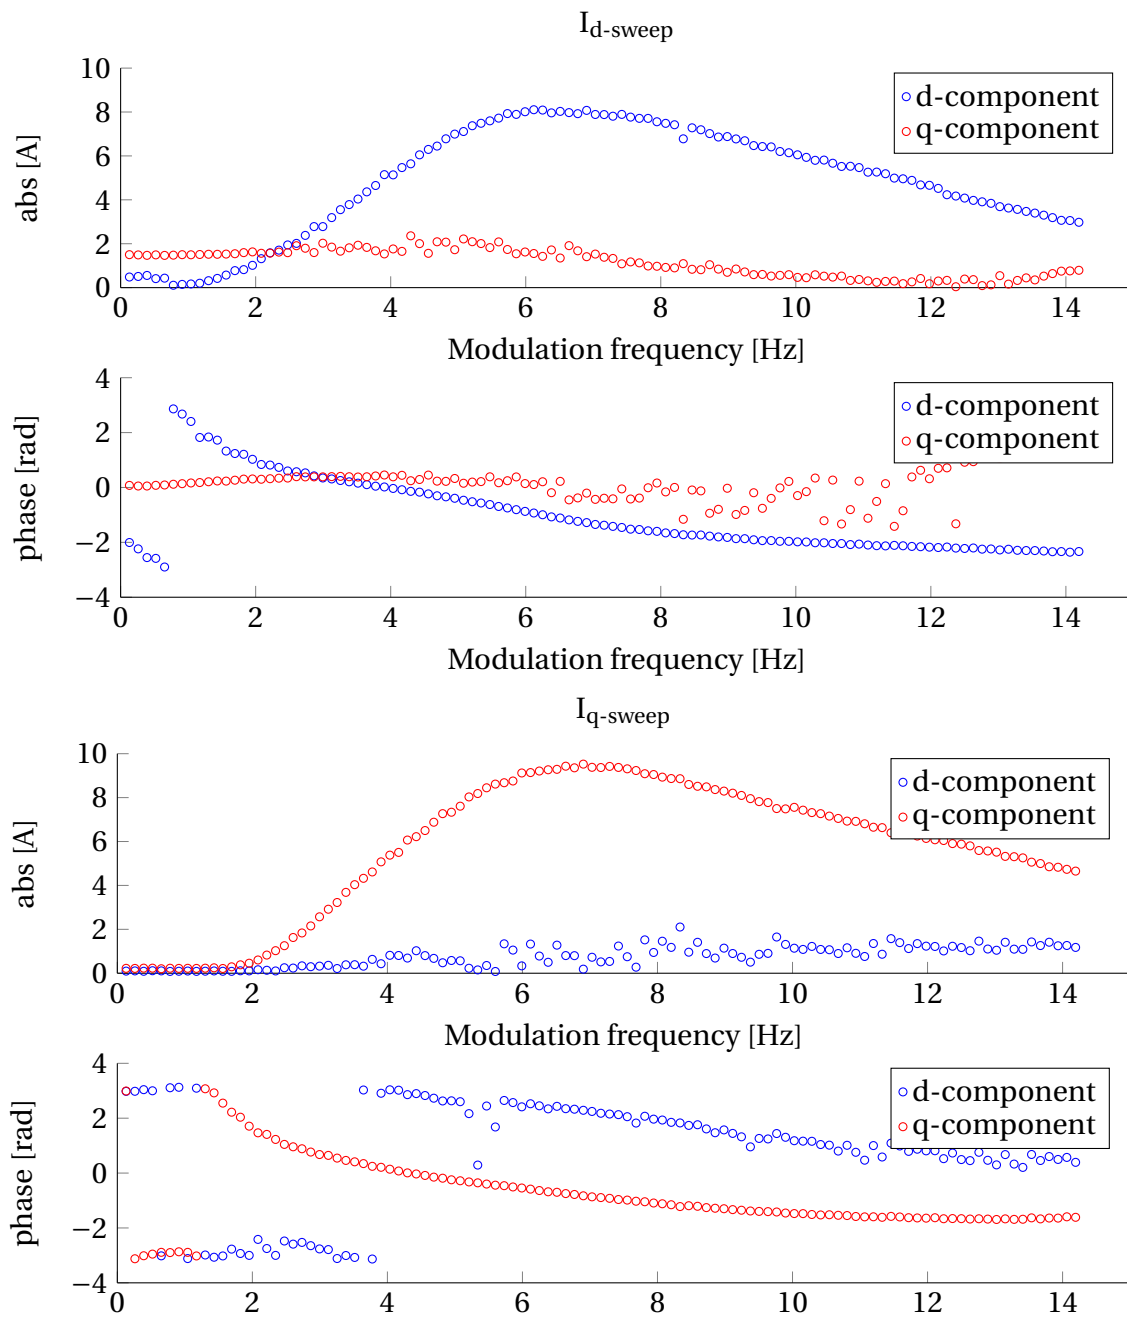 I_d-sweep
10
8
6
4
2
0
abs [A]
d-component
q-component
0 2 4 6 8 10 12 14
Modulation frequency [Hz]
4
2
0
−2
−4
phase [rad]
d-component
q-component
0 2 4 6 8 10 12 14
Modulation frequency [Hz]
I_q-sweep
10
8
6
4
2
0
abs [A]
d-component
q-component
0 2 4 6 8 10 12 14
Modulation frequency [Hz]
4
2
0
−2
−4
phase [rad]
d-component
q-component
0 2 4 6 8 10 12 14